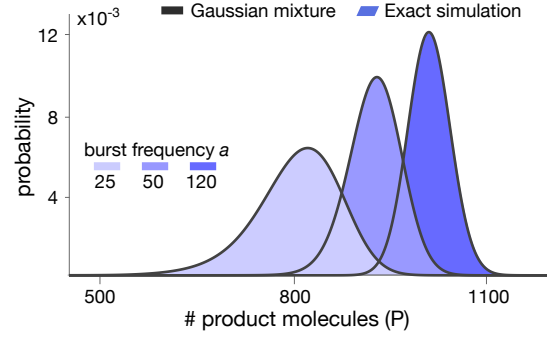 x10⁻³
Gaussian mixture
Exact simulation
12
8
4
probability
burst frequency a
25 50 120
500 800 1100
# product molecules (P)